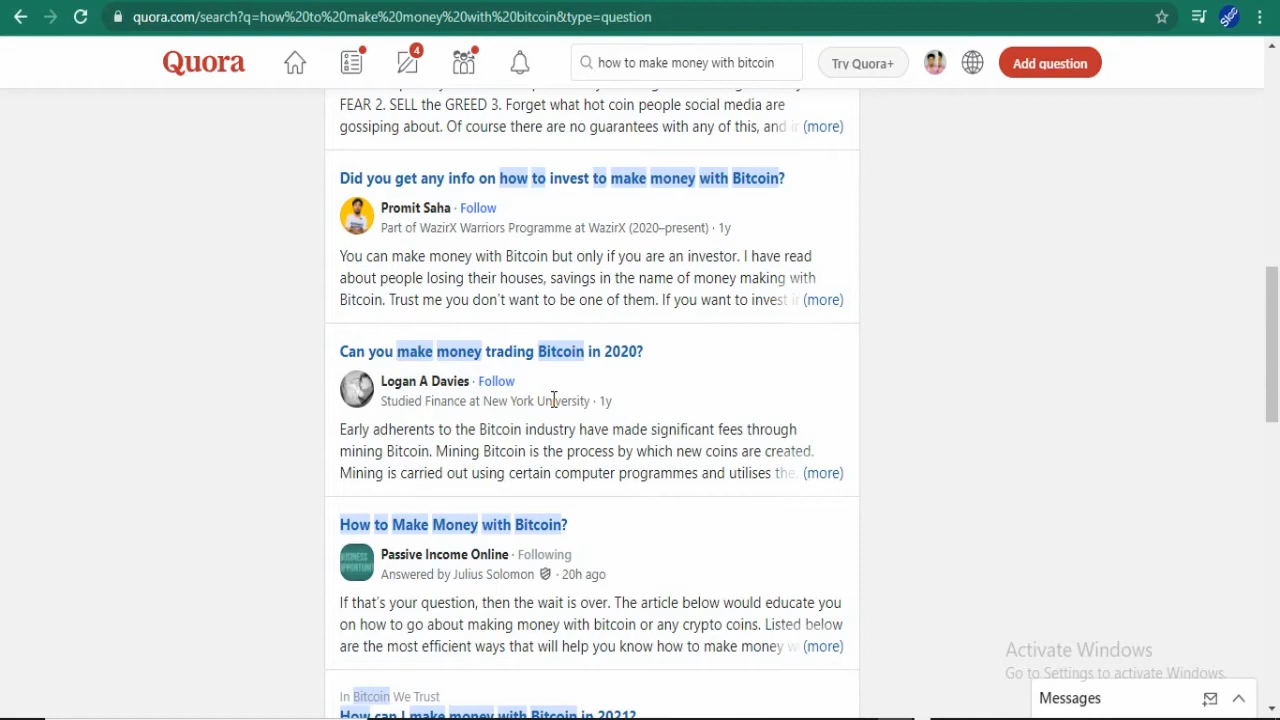 quora.com/search?q=how%20to%20make%20money%20with%20bitcoin&type=question
Quora
4
how to make money with bitcoin
Try Quora+
Add question
FEAR 2. SELL the GREED 3. Forget what hot coin people social media are
gossiping about. Of course there are no guarantees with any of this, and (more)
Did you get any info on how to invest to make money with Bitcoin?
Promit Saha · Follow
Part of WazirX Warriors Programme at WazirX (2020–present) · 1y
You can make money with Bitcoin but only if you are an investor. I have read
about people losing their houses, savings in the name of money making with
Bitcoin. Trust me you don't want to be one of them. If you want to invest (more)
Can you make money trading Bitcoin in 2020?
Logan A Davies · Follow
Studied Finance at New York University · 1y
Early adherents to the Bitcoin industry have made significant fees through
mining Bitcoin. Mining Bitcoin is the process by which new coins are created.
Mining is carried out using certain computer programmes and utilises the (more)
How to Make Money with Bitcoin?
BUSINESS
OPPORTUNITY
Passive Income Online · Following
Answered by Julius Solomon · 20h ago
If that's your question, then the wait is over. The article below would educate you
on how to go about making money with bitcoin or any crypto coins. Listed below
are the most efficient ways that will help you know how to make money (more)
In Bitcoin We Trust
How can I make money with Bitcoin in 2021?
Activate Windows
Go to Settings to activate Windows.
Messages